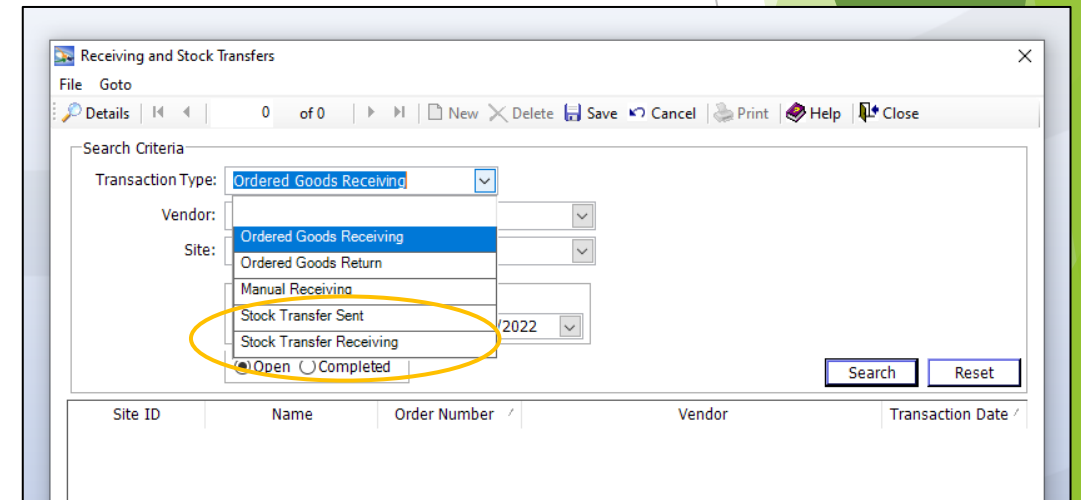 Receiving and Stock Transfers
File Goto
Details 0 of 0 New Delete Save Cancel Print Help Close
Search Criteria
Transaction Type: Ordered Goods Receiving
Vendor:
Ordered Goods Receiving
Site:
Ordered Goods Return
Manual Receiving
Stock Transfer Sent
/2022
Stock Transfer Receiving
Open Completed
Search Reset
Site ID Name Order Number Vendor Transaction Date